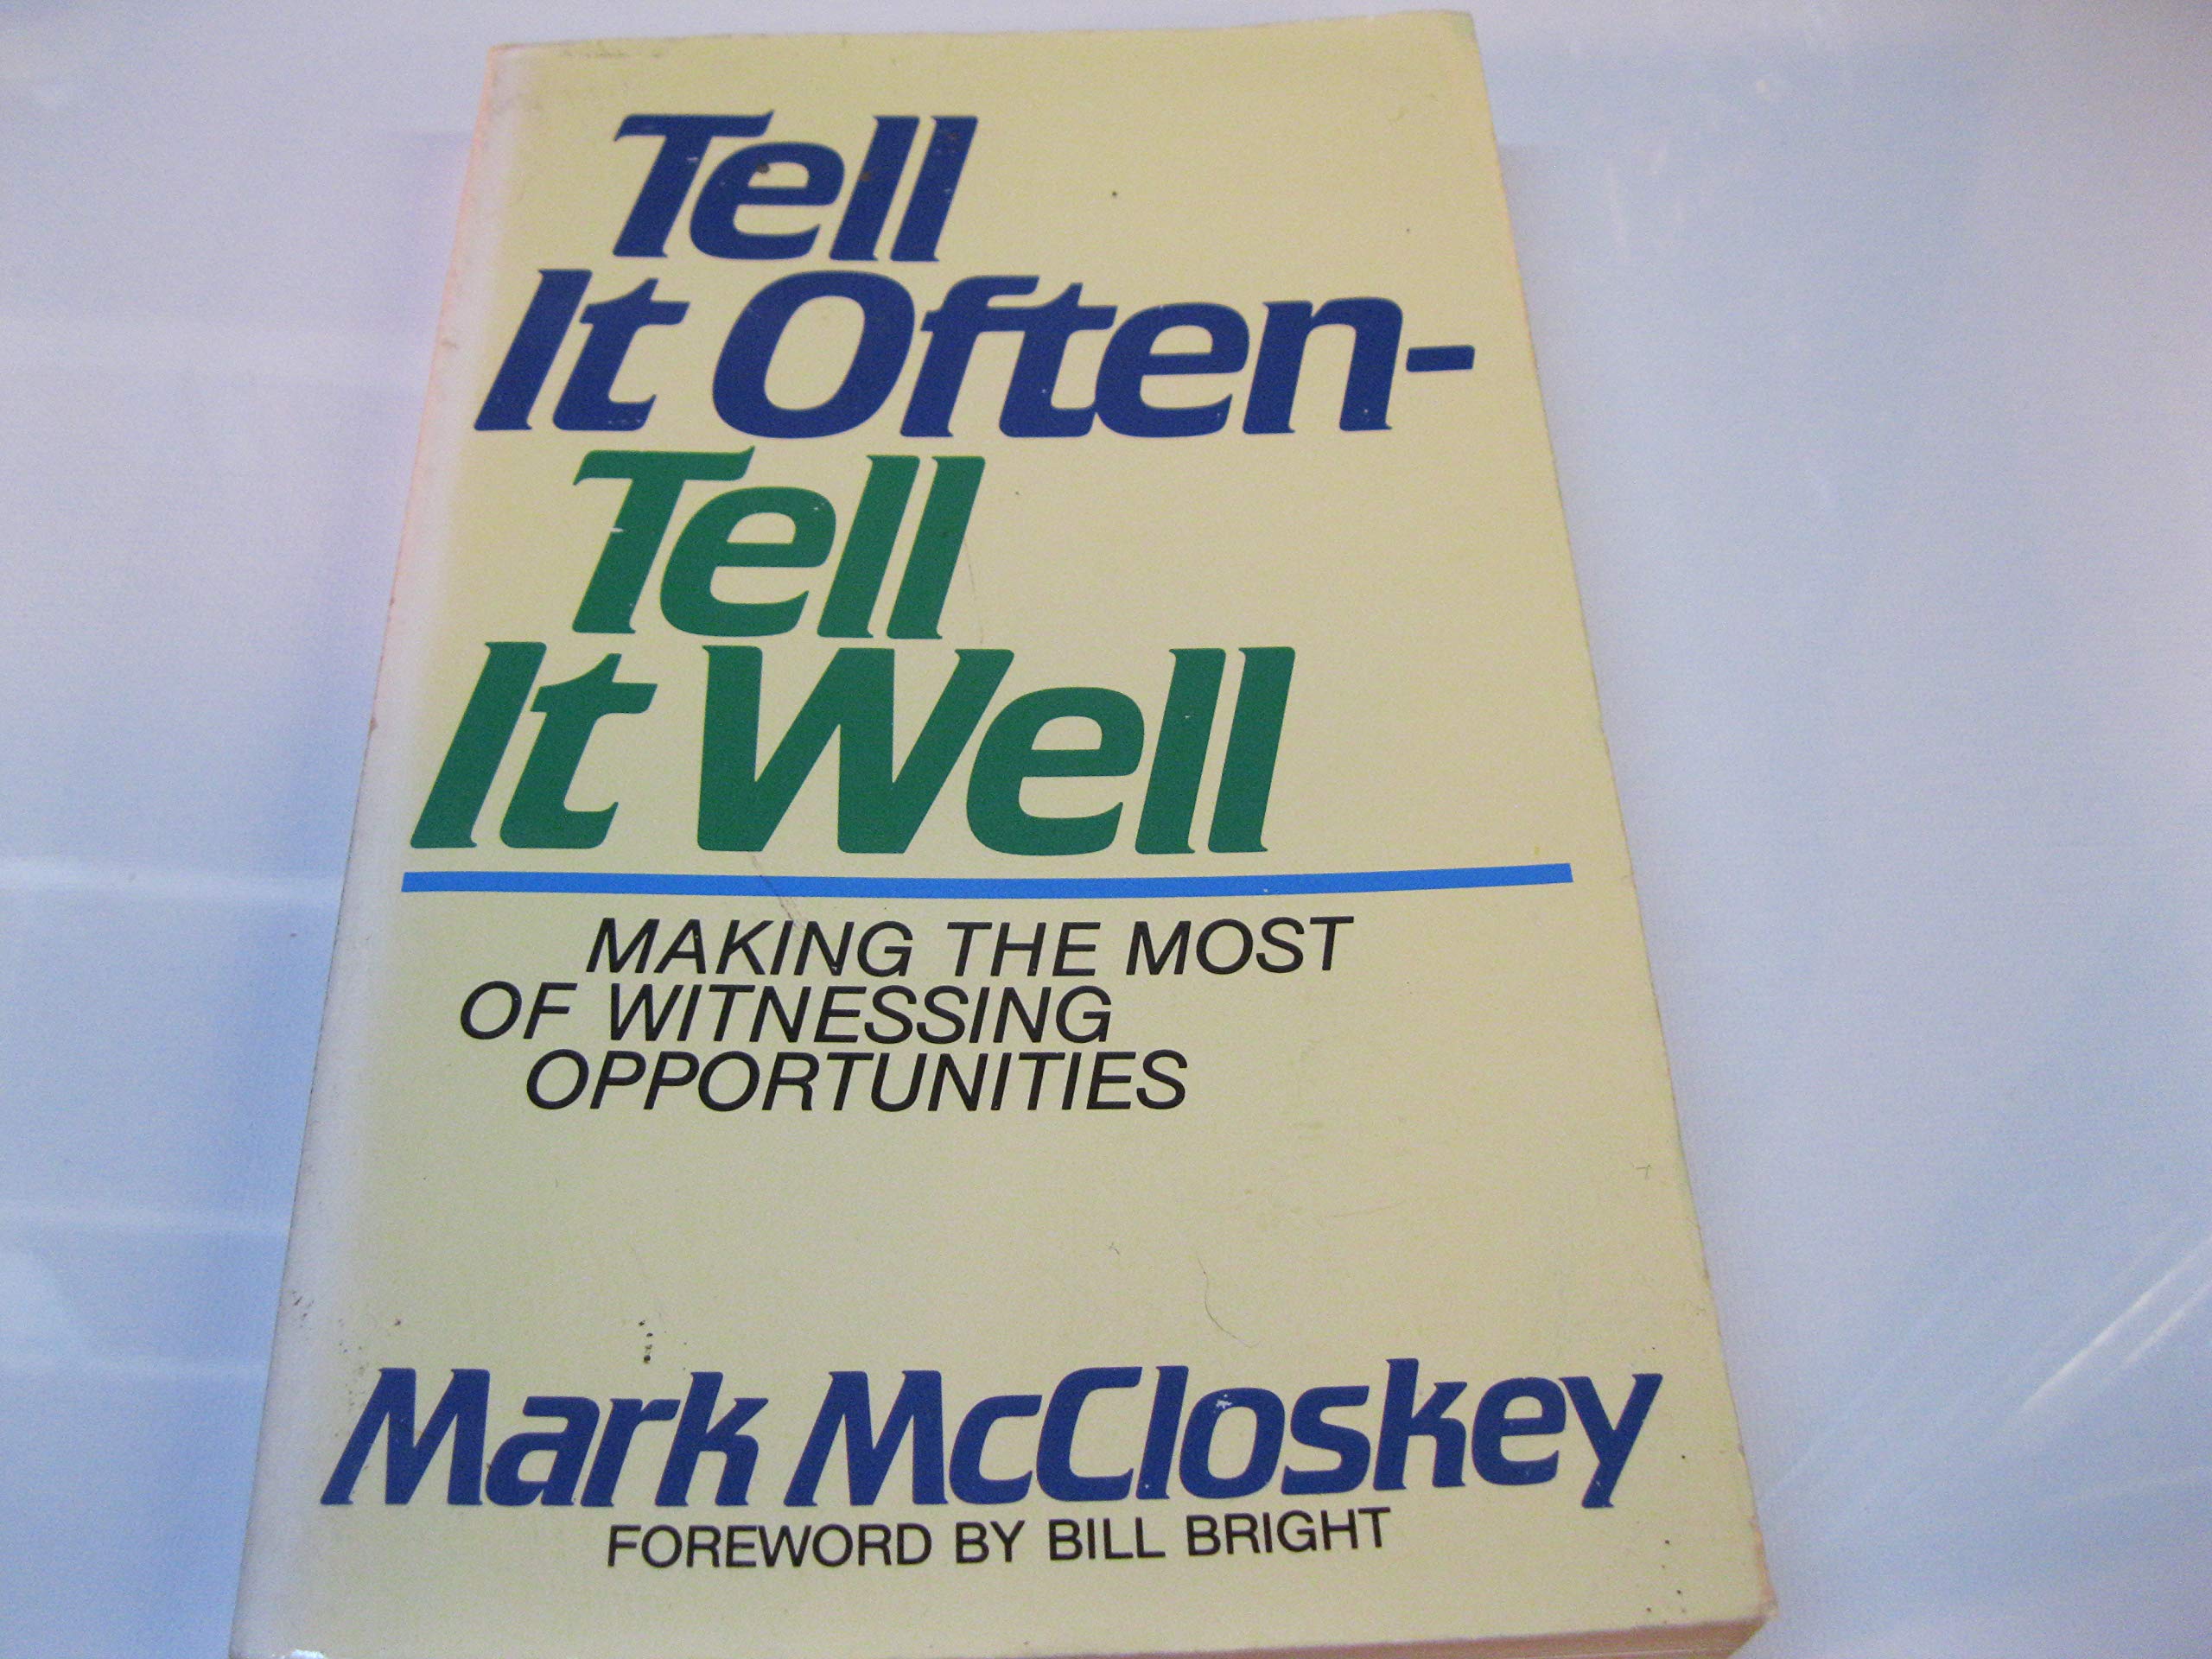 Tell
It Often-
Tell
It Well
MAKING THE MOST
OF WITNESSING
OPPORTUNITIES
Mark McCloskey
FOREWORD BY BILL BRIGHT